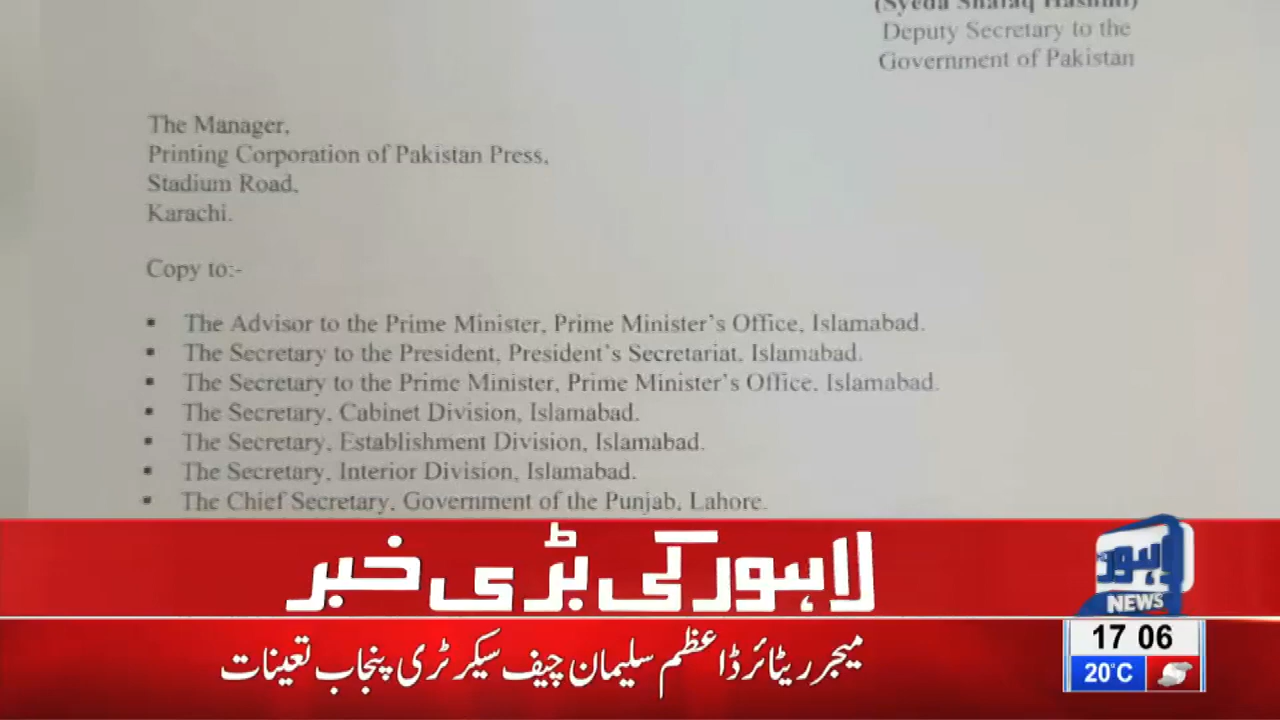 (Syeda Shafaq Hashmi)
Deputy Secretary to the
Government of Pakistan
The Manager,
Printing Corporation of Pakistan Press,
Stadium Road,
Karachi.
Copy to:-
▪ The Advisor to the Prime Minister, Prime Minister's Office, Islamabad.
▪ The Secretary to the President, President's Secretariat, Islamabad.
▪ The Secretary to the Prime Minister, Prime Minister's Office, Islamabad.
▪ The Secretary, Cabinet Division, Islamabad.
▪ The Secretary, Establishment Division, Islamabad.
▪ The Secretary, Interior Division, Islamabad.
▪ The Chief Secretary, Government of the Punjab, Lahore.
لاہور کی بڑی خبر
میجر ریٹائرڈ اعظم سلیمان چیف سیکرٹری پنجاب تعینات
لاہور
NEWS
17 06
20°C